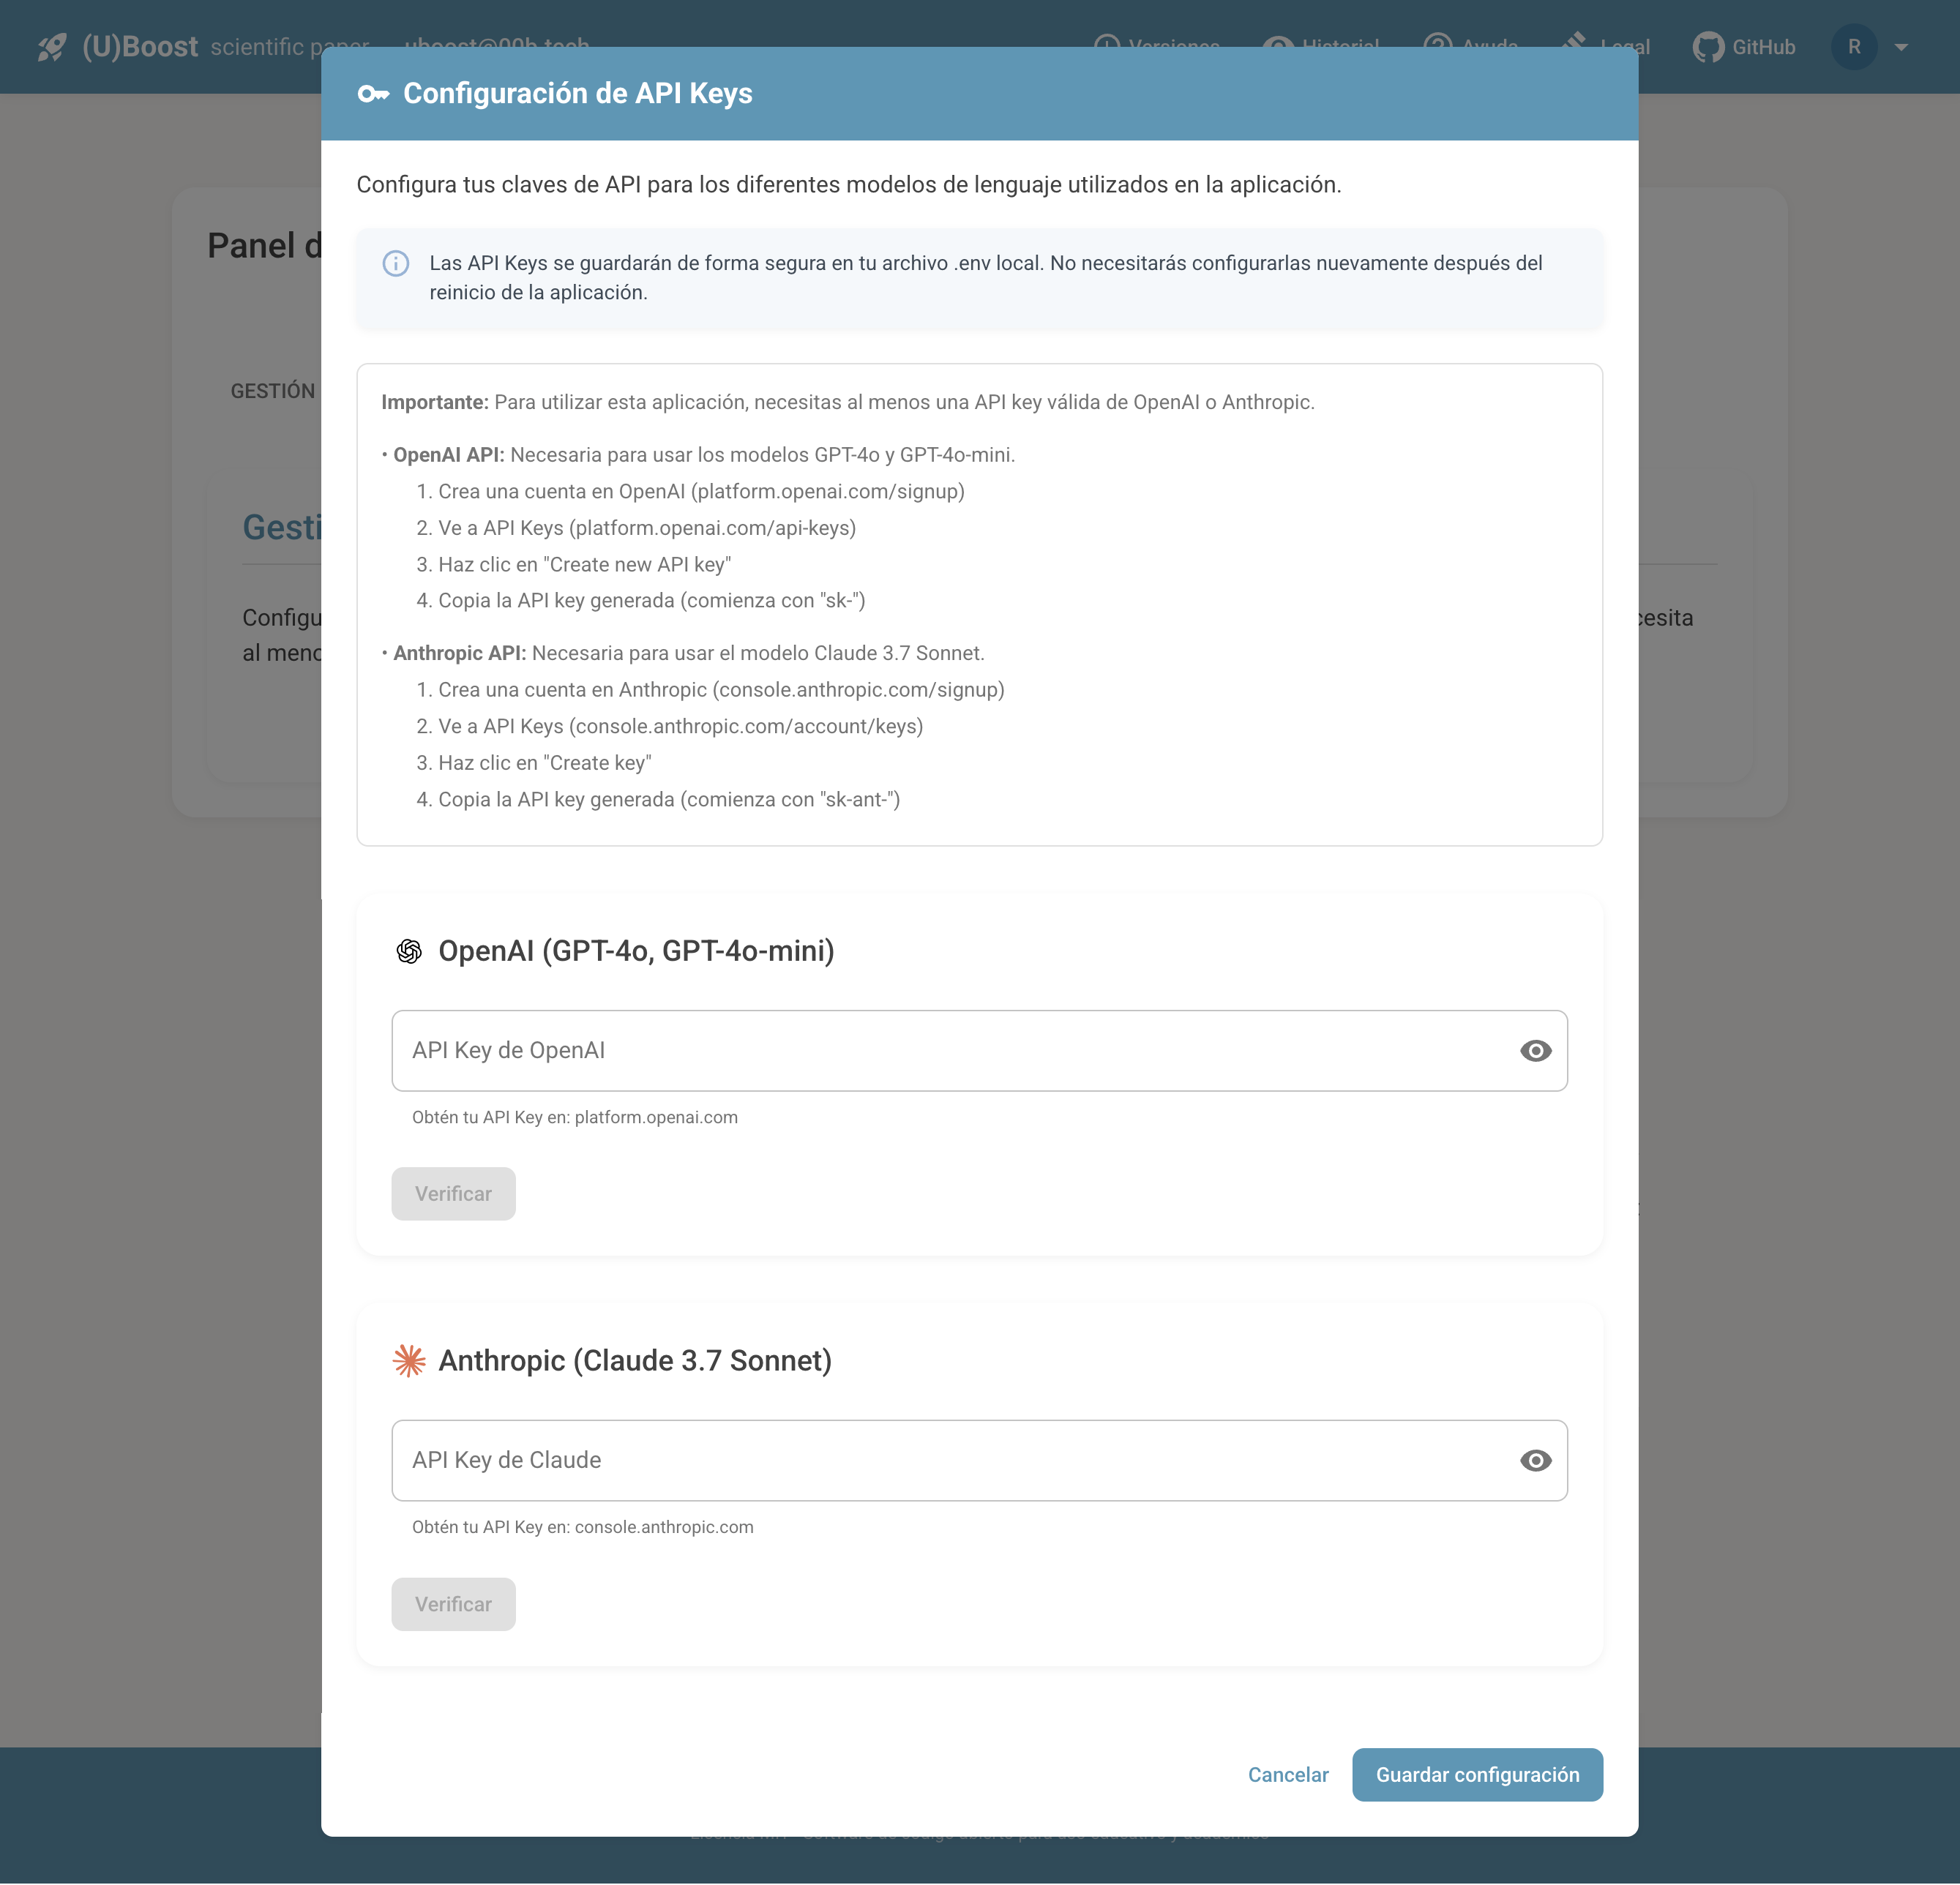 (U)Boost scientific paper uboost@00b.tech Versiones Historial Ayuda Legal GitHub R
Configuración de API Keys
Configura tus claves de API para los diferentes modelos de lenguaje utilizados en la aplicación.
Panel d
Las API Keys se guardarán de forma segura en tu archivo .env local. No necesitarás configurarlas nuevamente después del
reinicio de la aplicación.
GESTIÓN
Importante: Para utilizar esta aplicación, necesitas al menos una API key válida de OpenAI o Anthropic.
• OpenAI API: Necesaria para usar los modelos GPT-4o y GPT-4o-mini.
1. Crea una cuenta en OpenAI (platform.openai.com/signup)
2. Ve a API Keys (platform.openai.com/api-keys)
3. Haz clic en "Create new API key"
4. Copia la API key generada (comienza con "sk-")
Gesti
Configu
cesita
al meno
• Anthropic API: Necesaria para usar el modelo Claude 3.7 Sonnet.
1. Crea una cuenta en Anthropic (console.anthropic.com/signup)
2. Ve a API Keys (console.anthropic.com/account/keys)
3. Haz clic en "Create key"
4. Copia la API key generada (comienza con "sk-ant-")
OpenAI (GPT-4o, GPT-4o-mini)
API Key de OpenAI
Obtén tu API Key en: platform.openai.com
Verificar
Anthropic (Claude 3.7 Sonnet)
API Key de Claude
Obtén tu API Key en: console.anthropic.com
Verificar
Cancelar
Guardar configuración